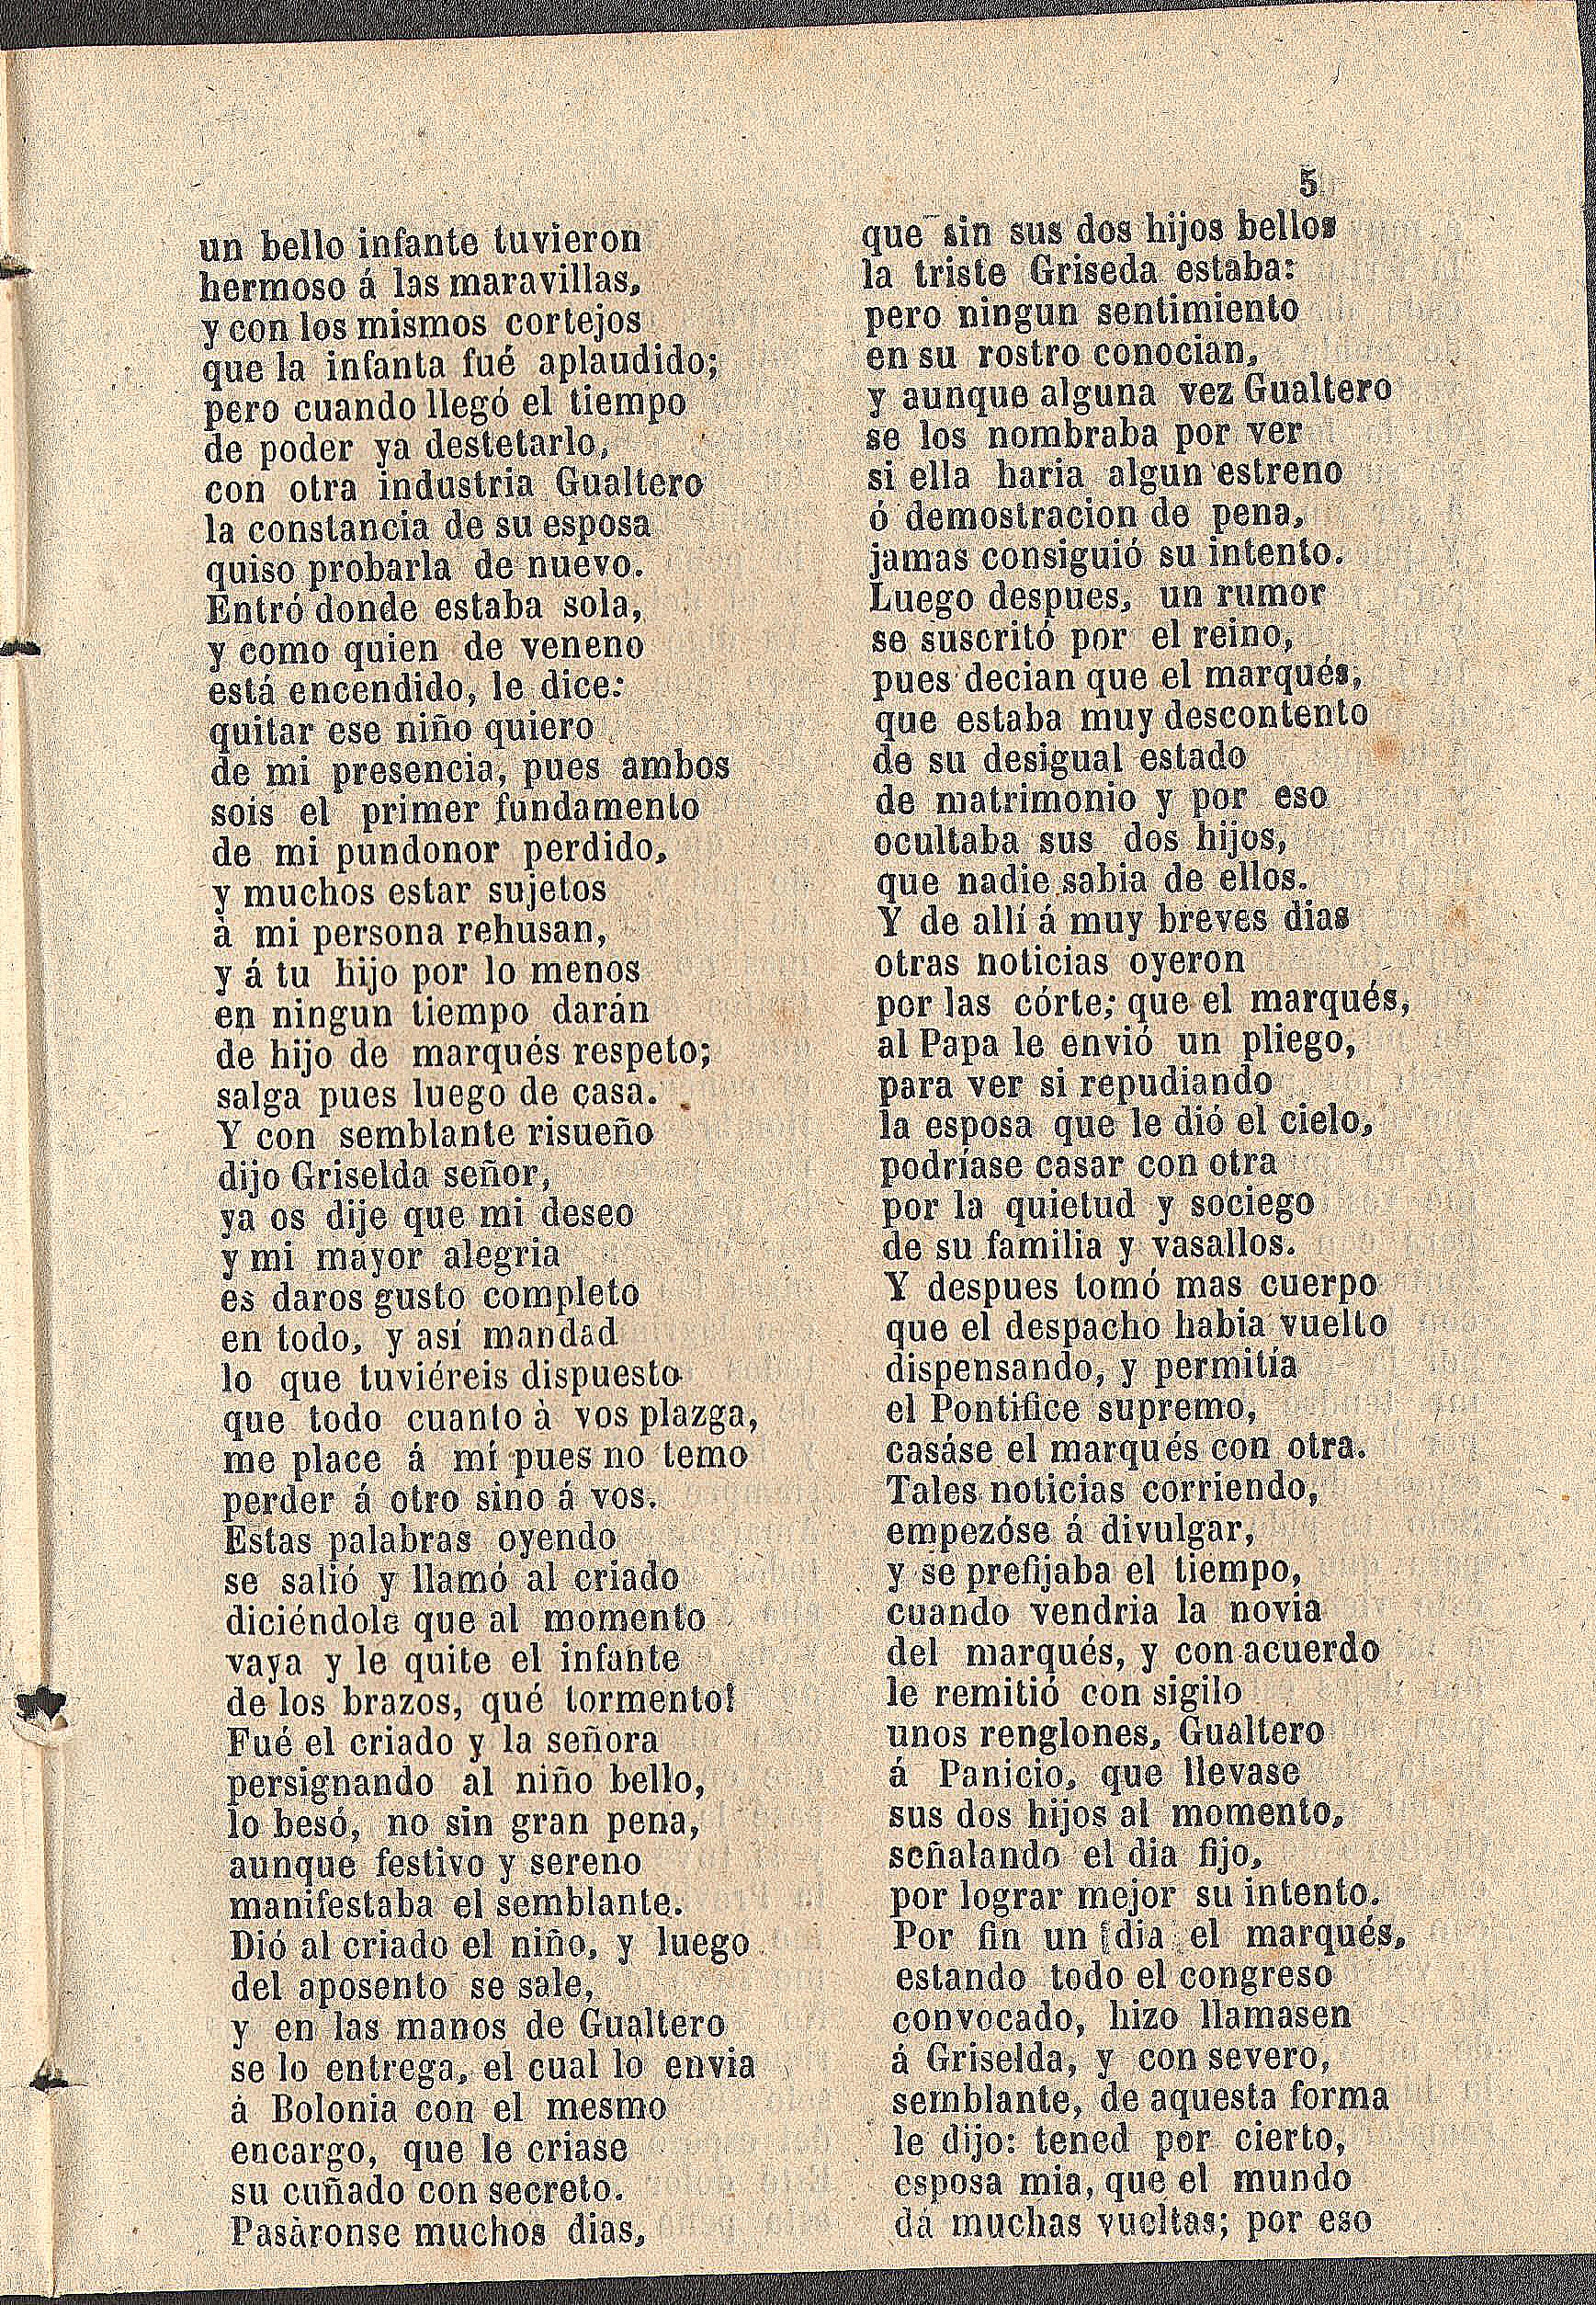 5
un bello infante tuvieron
hermoso á las maravillas,
y con los mismos cortejos
que la infanta fué aplaudido;
pero cuando llegó el tiempo
de poder ya destetarlo,
con otra industria Gualtero
la constancia de su esposa
quiso probarla de nuevo.
Entró donde estaba sola,
y como quien de veneno
está encendido, le dice:
quitar ese niño quiero
de mi presencia, pues ambos
sois el primer fundamento
de mi pundonor perdido,
y muchos estar sujetos
à mi persona rehusan,
y á tu hijo por lo menos
en ningun tiempo darán
de hijo de marqués respeto;
salga pues luego de casa.
Y con semblante risueño
dijo Griselda señor,
ya os dije que mi deseo
y mi mayor alegria
es daros gusto completo
en todo, y así mandad
lo que tuviéreis dispuesto
que todo cuanto à vos plazga,
me place á mí pues no temo
perder á otro sino á vos.
Estas palabras oyendo
se salió y llamó al criado
diciéndole que al momento
vaya y le quite el infante
de los brazos, qué tormento!
Fué el criado y la señora
persignando al niño bello,
lo besó, no sin gran pena,
aunque festivo y sereno
manifestaba el semblante.
Dió al criado el niño, y luego
del aposento se sale,
y en las manos de Gualtero
se lo entrega, el cual lo envia
á Bolonia con el mesmo
encargo, que le criase
su cuñado con secreto.
Pasàronse muchos dias,
que sin sus dos hijos bellos
la triste Griseda estaba:
pero ningun sentimiento
en su rostro conocian,
y aunque alguna vez Gualtero
se los nombraba por ver
si ella haria algun estreno
ó demostracion de pena,
jamas consiguió su intento.
Luego despues, un rumor
se suscritó por el reino,
pues decian que el marqués,
que estaba muy descontento
de su desigual estado
de matrimonio y por eso
ocultaba sus dos hijos,
que nadie sabia de ellos.
Y de allí á muy breves dias
otras noticias oyeron
por las córte; que el marqués,
al Papa le envió un pliego,
para ver si repudiando
la esposa que le dió el cielo,
podríase casar con otra
por la quietud y sociego
de su familia y vasallos.
Y despues tomó mas cuerpo
que el despacho habia vuelto
dispensando, y permitía
el Pontifice supremo,
casáse el marqués con otra.
Tales noticias corriendo,
empezóse á divulgar,
y se prefijaba el tiempo,
cuando vendria la novia
del marqués, y con acuerdo
le remitió con sigilo
unos renglones, Gualtero
á Panicio, que llevase
sus dos hijos al momento,
señalando el dia fijo,
por lograr mejor su intento.
Por fin un dia el marqués,
estando todo el congreso
convocado, hizo llamasen
á Griselda, y con severo,
semblante, de aquesta forma
le dijo: tened por cierto,
esposa mia, que el mundo
dá muchas vueltas; por eso